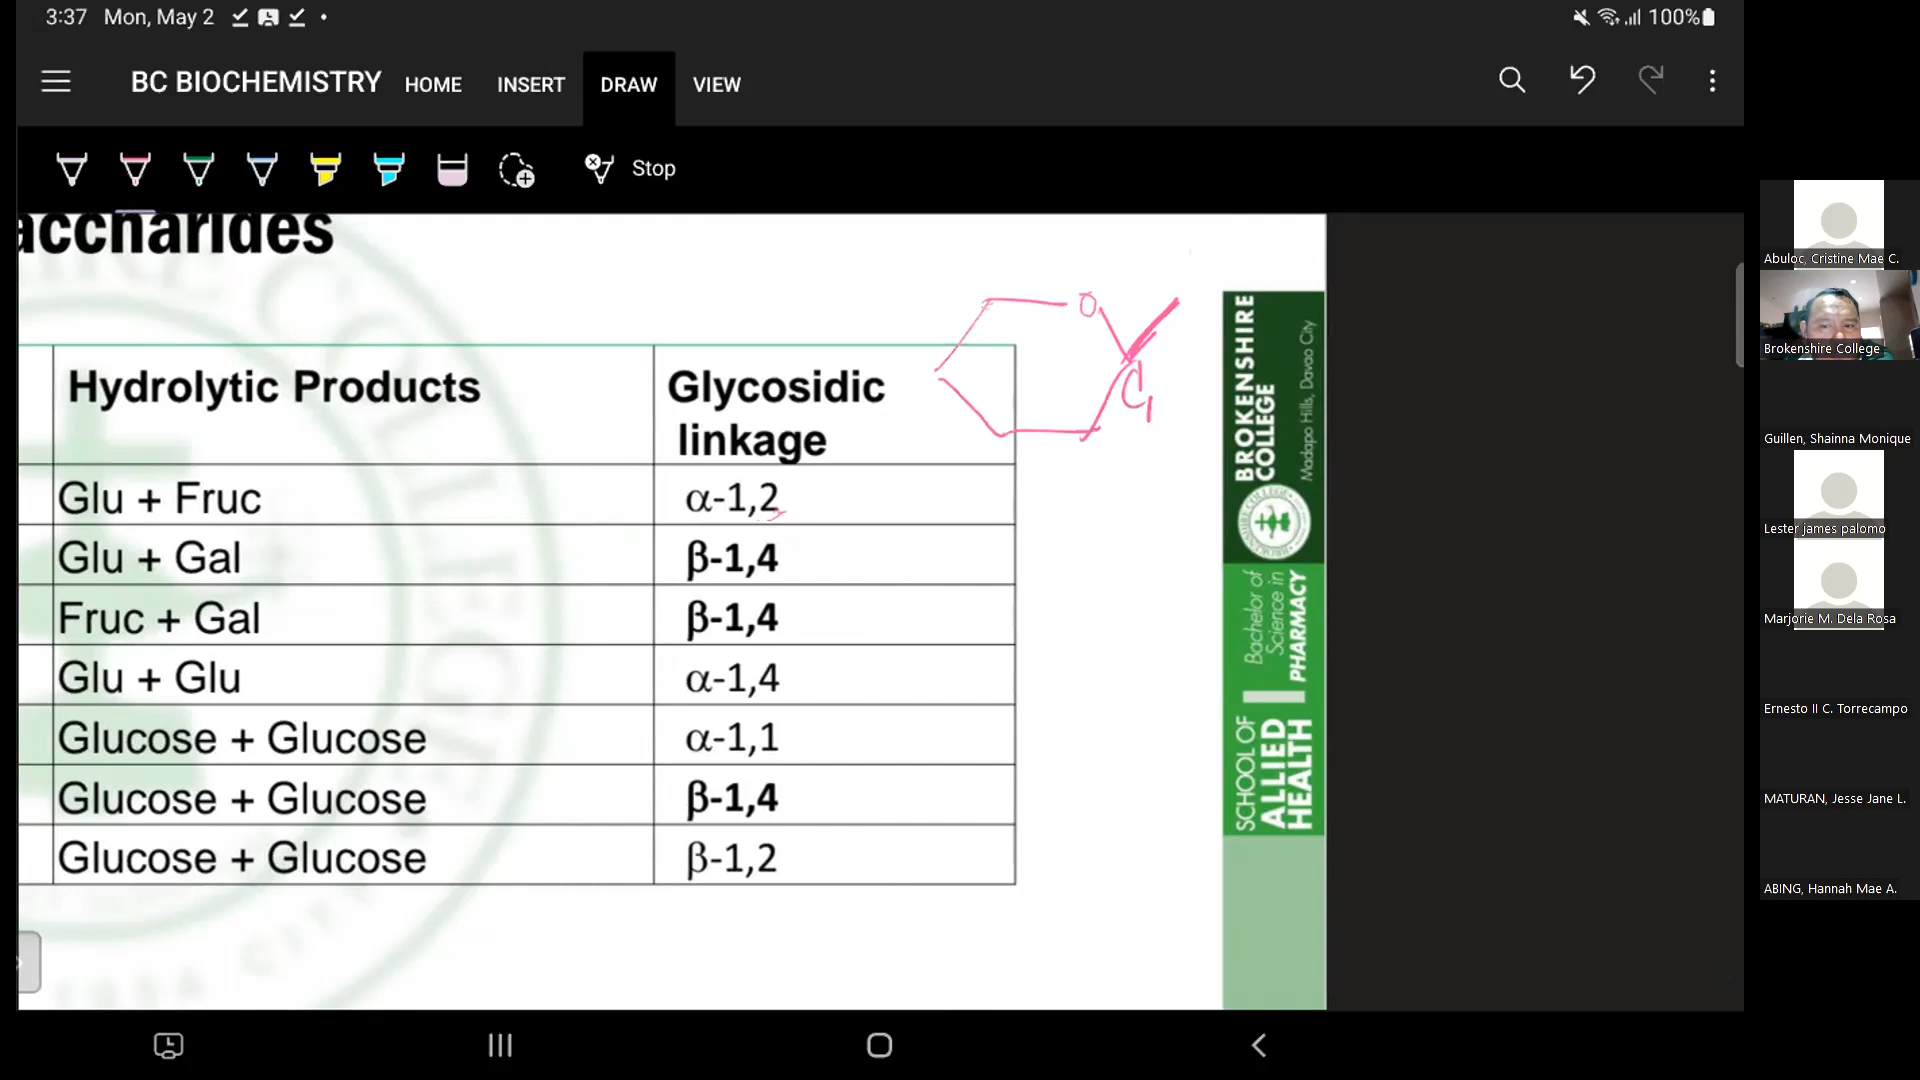 3:37 Mon, May 2
100%
BC BIOCHEMISTRY HOME INSERT DRAW VIEW
Stop
accharides
Hydrolytic Products
Glycosidic
linkage
Glu + Fruc α-1,2
Glu + Gal β-1,4
Fruc + Gal β-1,4
Glu + Glu α-1,4
Glucose + Glucose α-1,1
Glucose + Glucose β-1,4
Glucose + Glucose β-1,2
O
C1
BROKENSHIRE
COLLEGE
Madapo Hills, Davao City
Bachelor of
Science in
PHARMACY
SCHOOL OF
ALLIED
HEALTH
Abuloc, Cristine Mae C.
Brokenshire College
Guillen, Shainna Monique
Lester james palomo
Marjorie M. Dela Rosa
Ernesto II C. Torrecampo
MATURAN, Jesse Jane L.
ABING, Hannah Mae A.